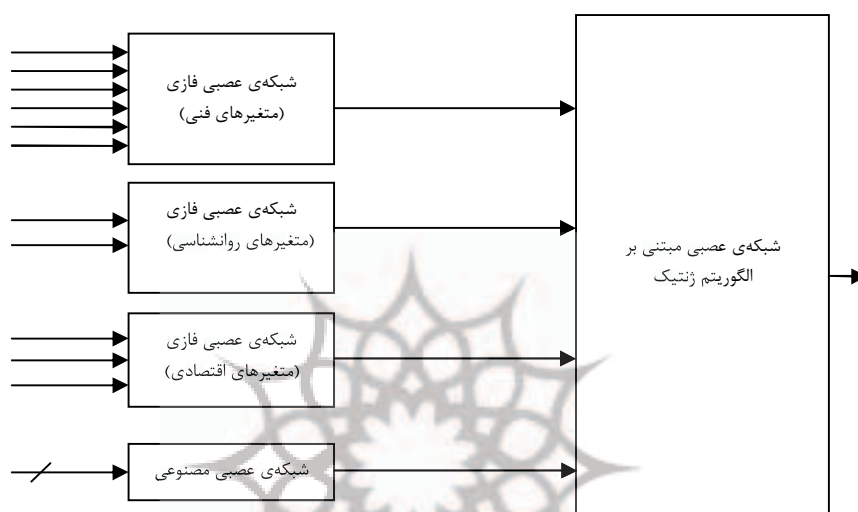 شبکه‌ی عصبی فازی
(متغیرهای فنی)
شبکه‌ی عصبی فازی
(متغیرهای روانشناسی)
شبکه‌ی عصبی فازی
(متغیرهای اقتصادی)
شبکه‌ی عصبی مصنوعی
شبکه‌ی عصبی مبتنی بر
الگوریتم ژنتیک